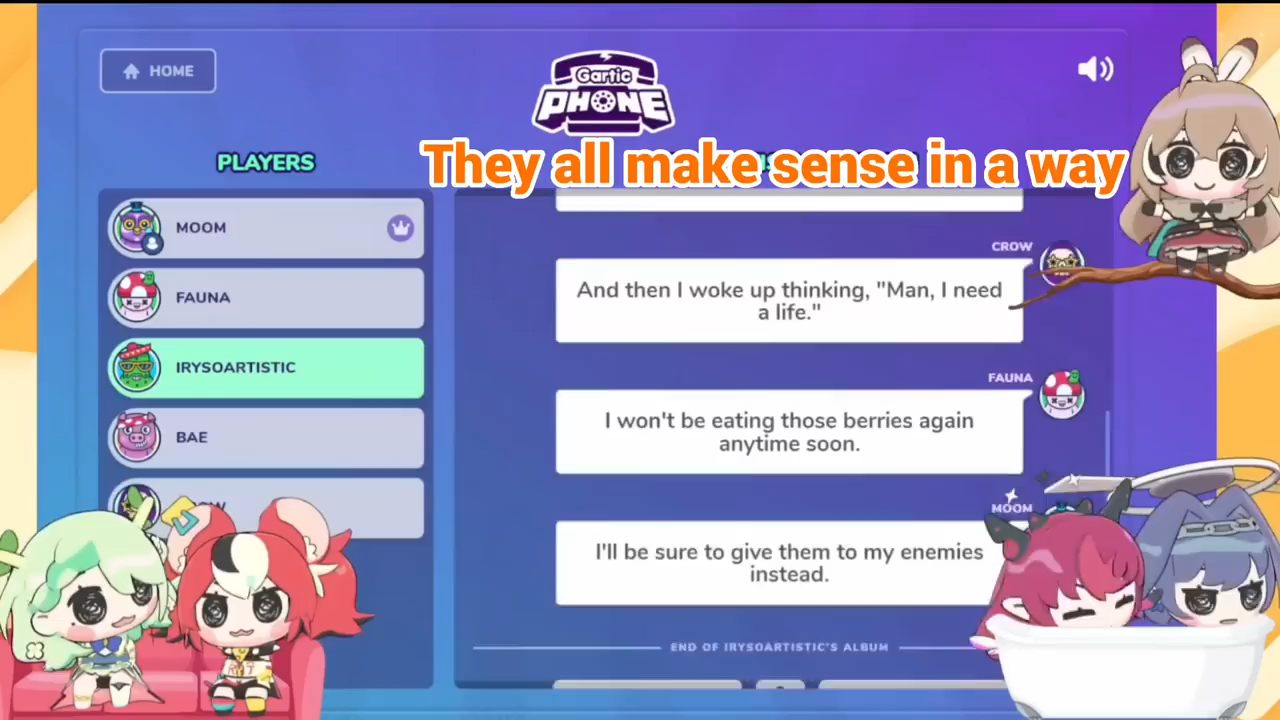 HOME
Gartic
PHONE
PLAYERS
They all make sense in a way
MOOM
FAUNA
IRYSOARTISTIC
BAE
CROW
And then I woke up thinking, "Man, I need
a life."
FAUNA
I won't be eating those berries again
anytime soon.
MOOM
I'll be sure to give them to my enemies
instead.
END OF IRYSOARTISTIC'S ALBUM